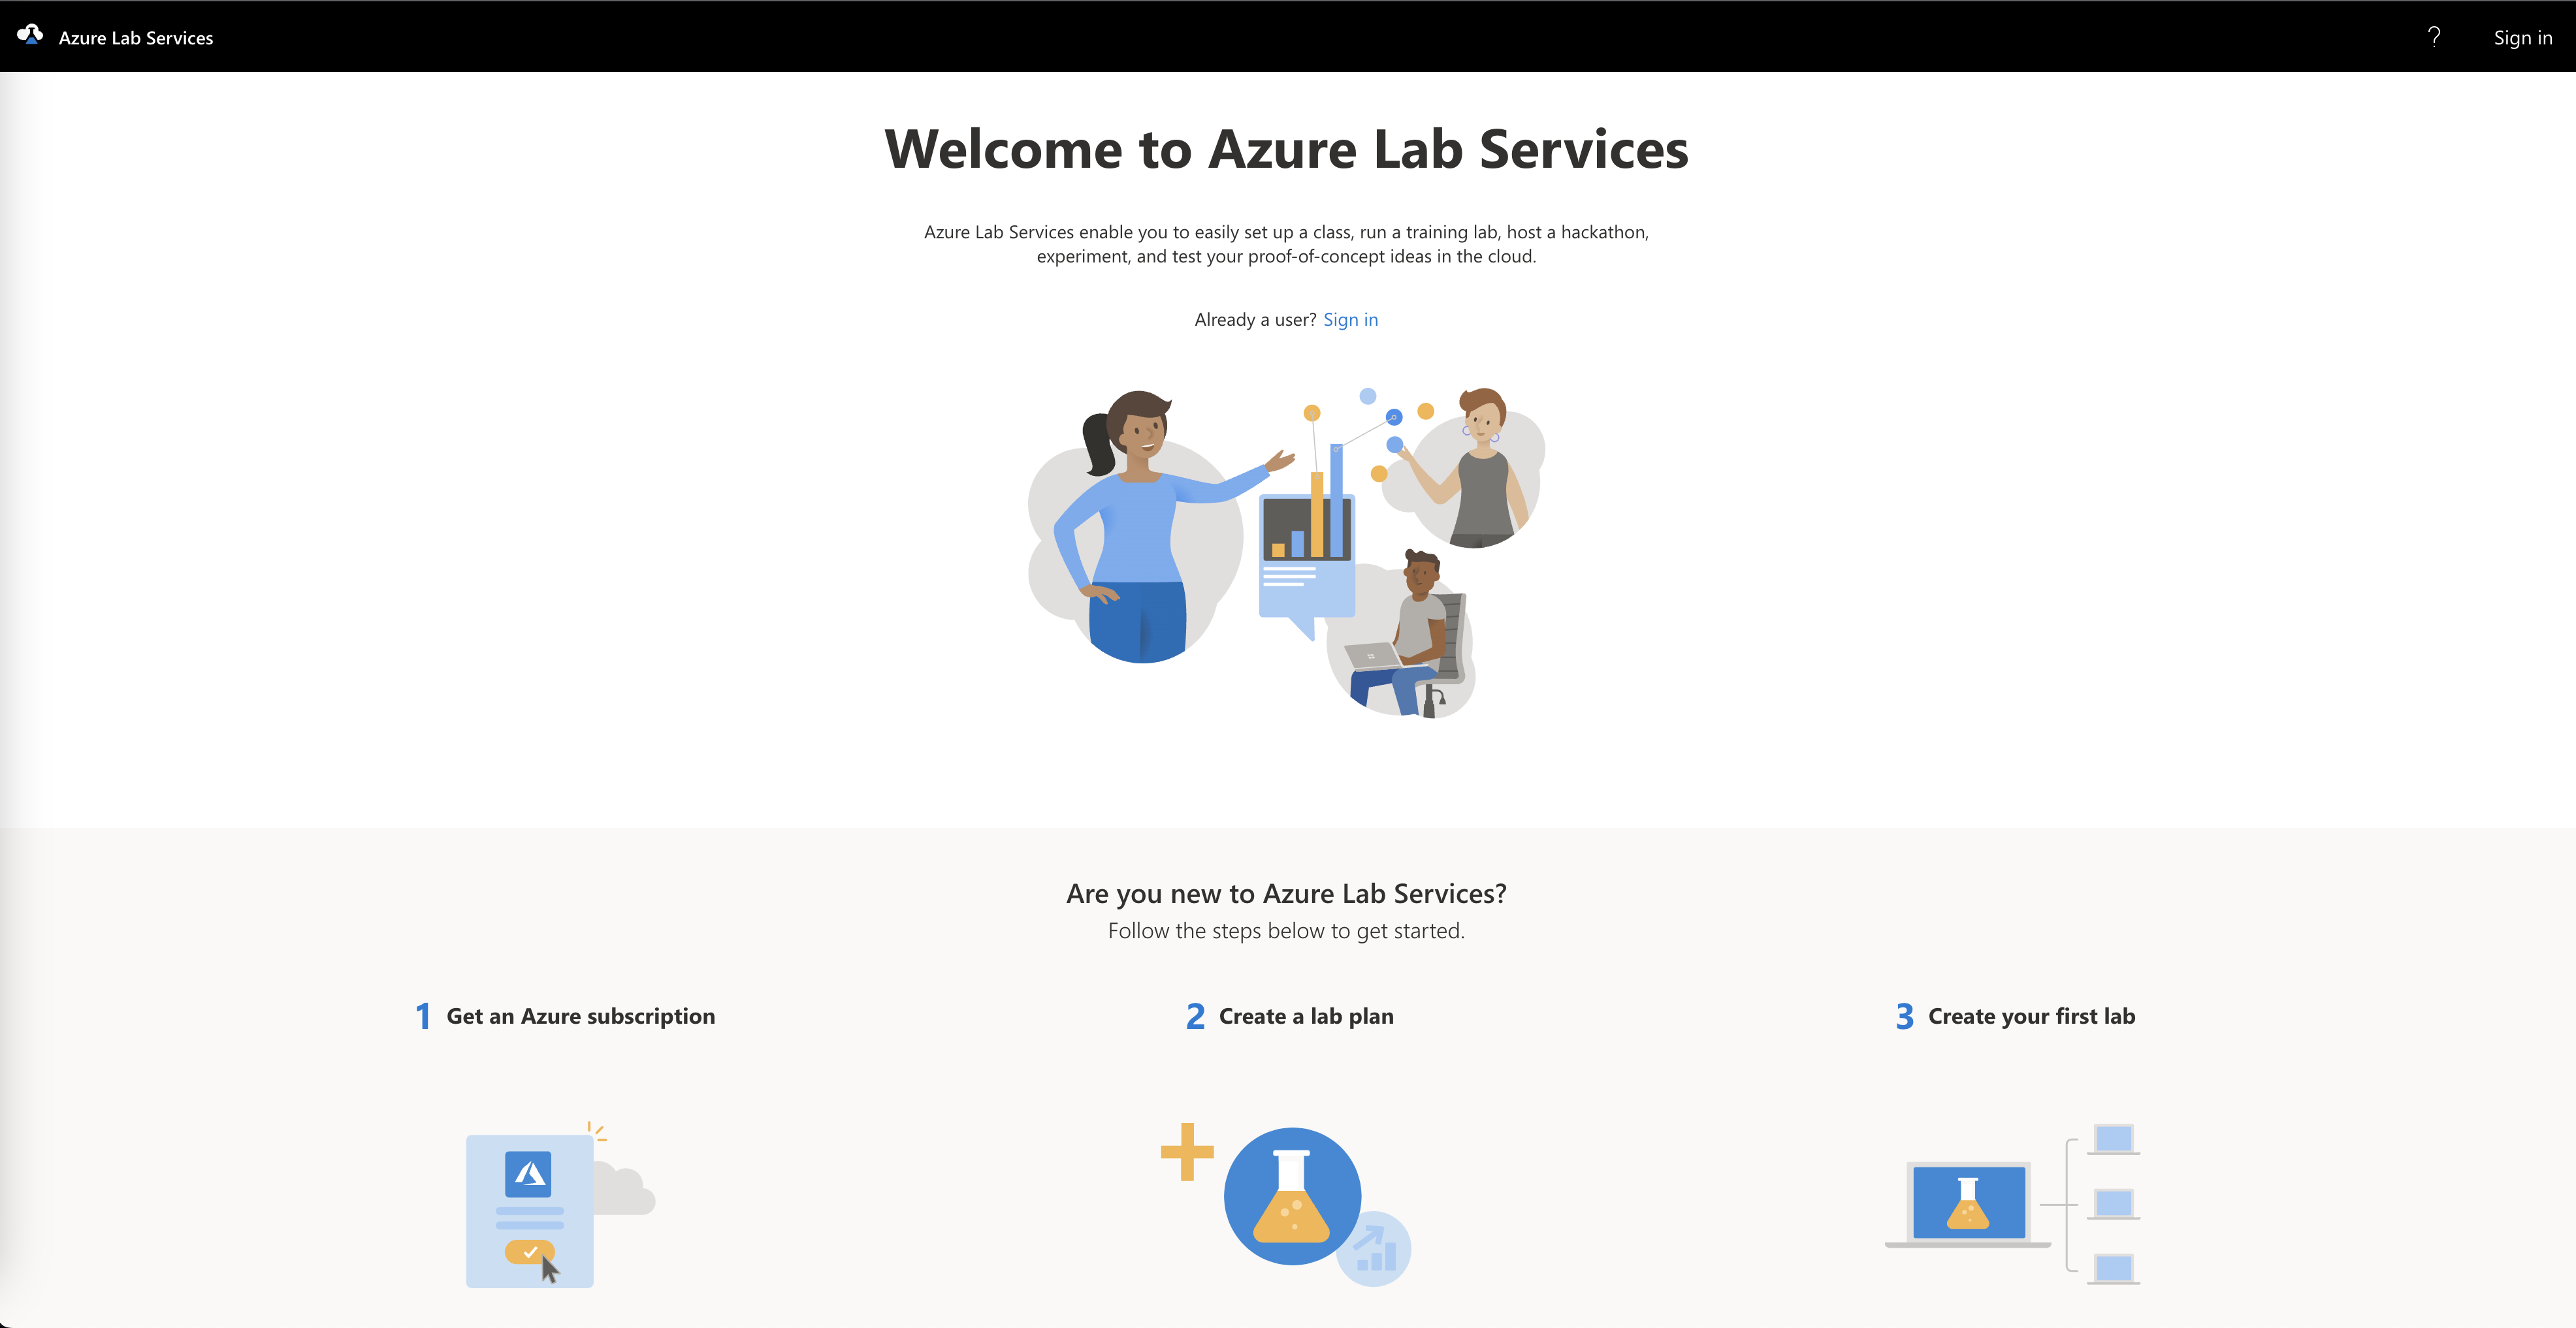 Azure Lab Services
?
Sign in
Welcome to Azure Lab Services
Azure Lab Services enable you to easily set up a class, run a training lab, host a hackathon,
experiment, and test your proof-of-concept ideas in the cloud.
Already a user? Sign in
Are you new to Azure Lab Services?
Follow the steps below to get started.
1 Get an Azure subscription
2 Create a lab plan
3 Create your first lab